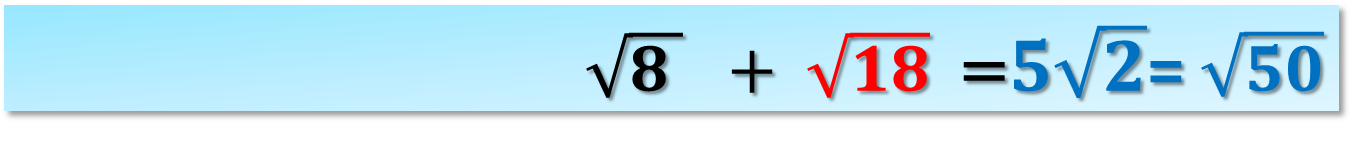 √8 + √18 =5√2= √50